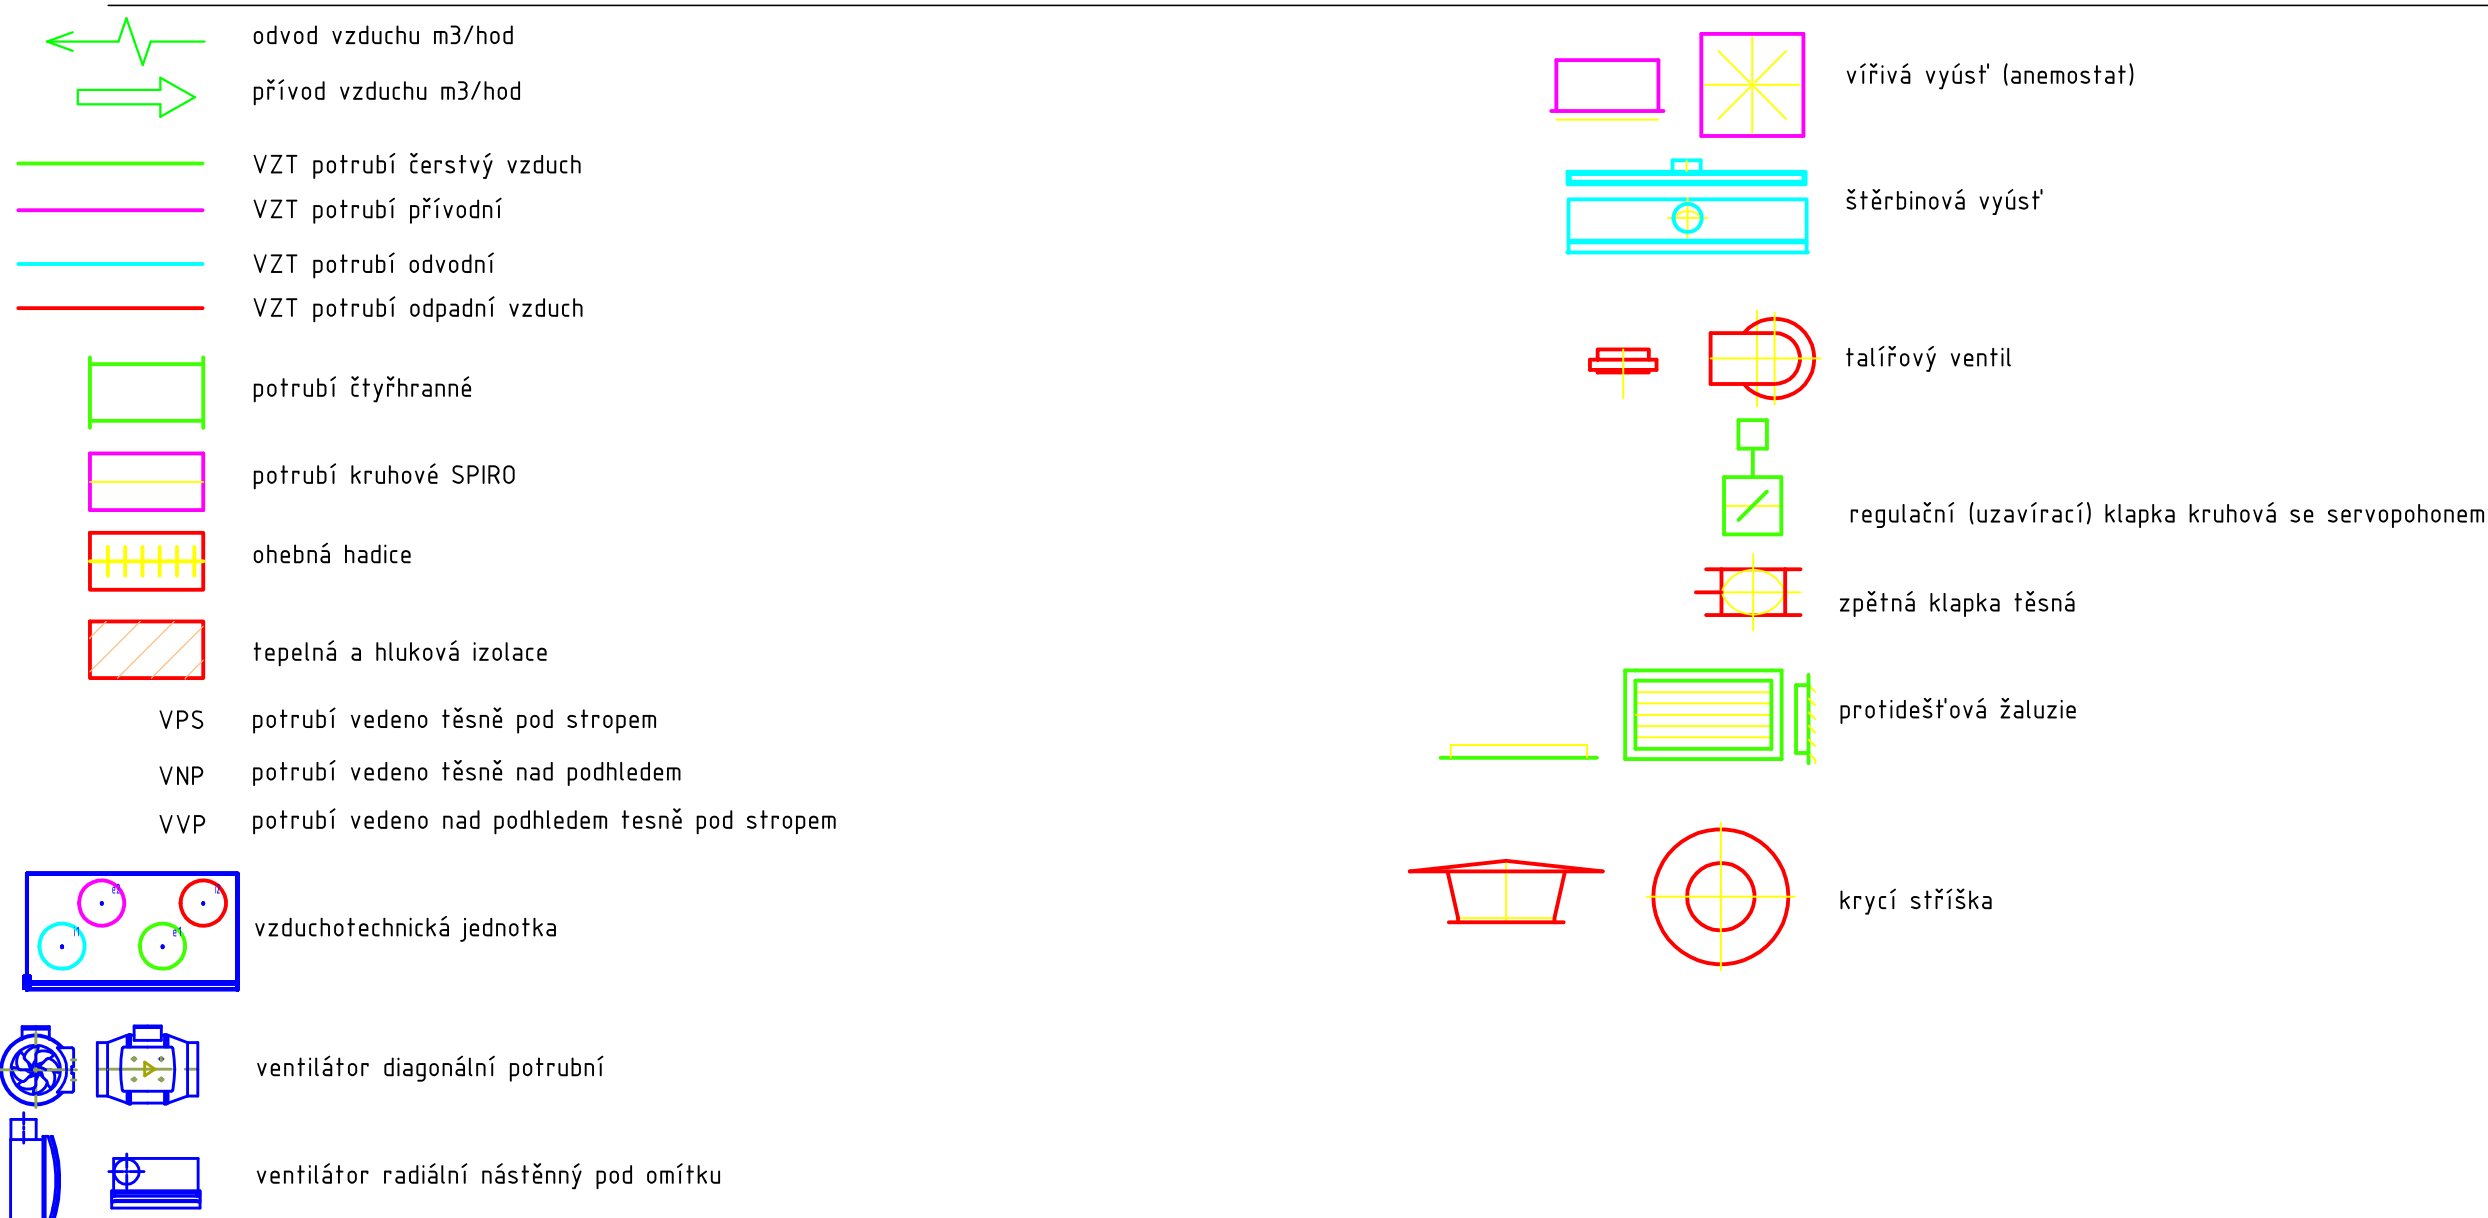 odvod vzduchu m3/hod
přívod vzduchu m3/hod
VZT potrubí čerstvý vzduch
VZT potrubí přívodní
VZT potrubí odvodní
VZT potrubí odpadní vzduch
potrubí čtyřhranné
potrubí kruhové SPIRO
ohebná hadice
tepelná a hluková izolace
VPS potrubí vedeno těsně pod stropem
VNP potrubí vedeno těsně nad podhledem
VVP potrubí vedeno nad podhledem tesně pod stropem
e2 i2
i1 e1
vzduchotechnická jednotka
ventilátor diagonální potrubní
ventilátor radiální nástěnný pod omítku
vířivá vyúsť (anemostat)
štěrbinová vyúsť
talířový ventil
regulační (uzavírací) klapka kruhová se servopohonem
zpětná klapka těsná
protidešťová žaluzie
krycí stříška